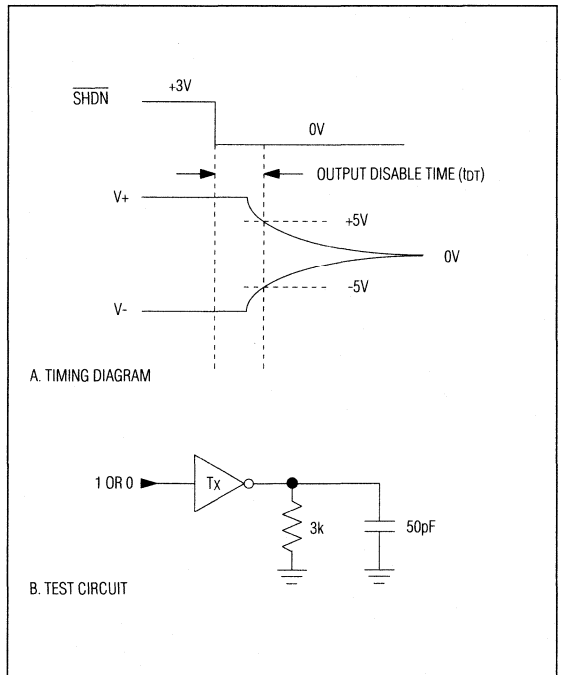 +3V
SHDN
0V
OUTPUT DISABLE TIME (tDT)
V+
+5V
0V
-5V
V-
A. TIMING DIAGRAM
1 OR 0
Tx
3k
50pF
B. TEST CIRCUIT